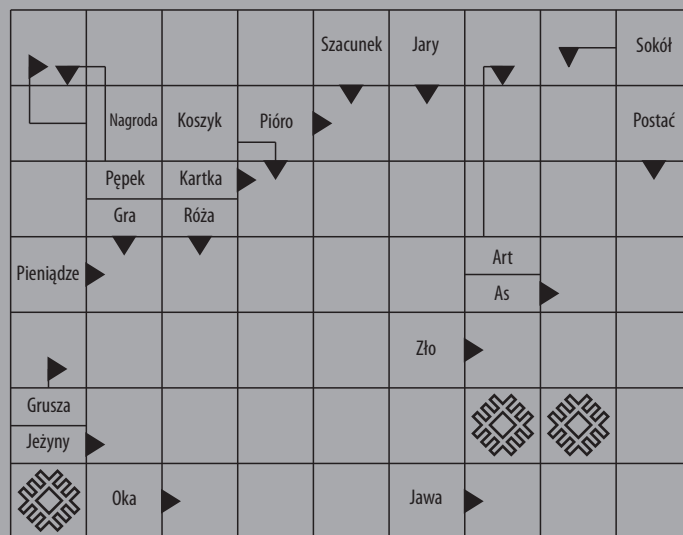 Szacunek Jary Sokół
Nagroda Koszyk Pióro Postać
Pępek Kartka
Gra Róża
Pieniądze Art
As
Zło
Grusza
Jeżyny
Oka Jawa